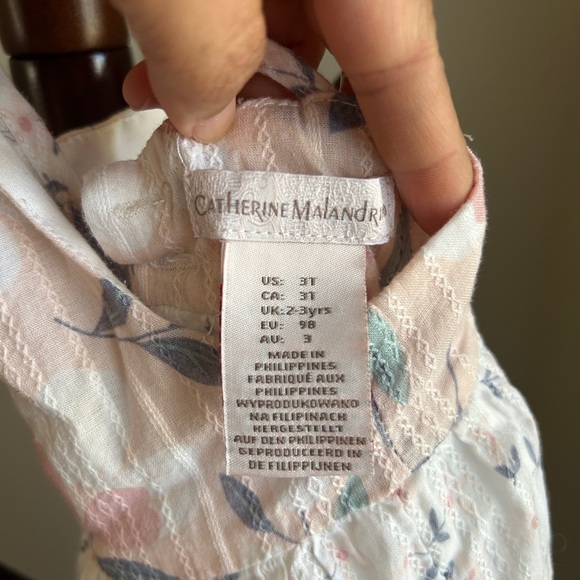 CATHERINE MALANDRI
US: 3T
CA: 3T
UK: 2-3yrs
EU: 98
AU: 3
MADE IN
PHILIPPINES
FABRIQUÉ AUX
PHILIPPINES
WYPRODUKOWANO
NA FILIPINACH
HERGESTELLT
AUF DEN PHILIPPINEN
GEPRODUCEERD IN
DE FILIPPIJNEN